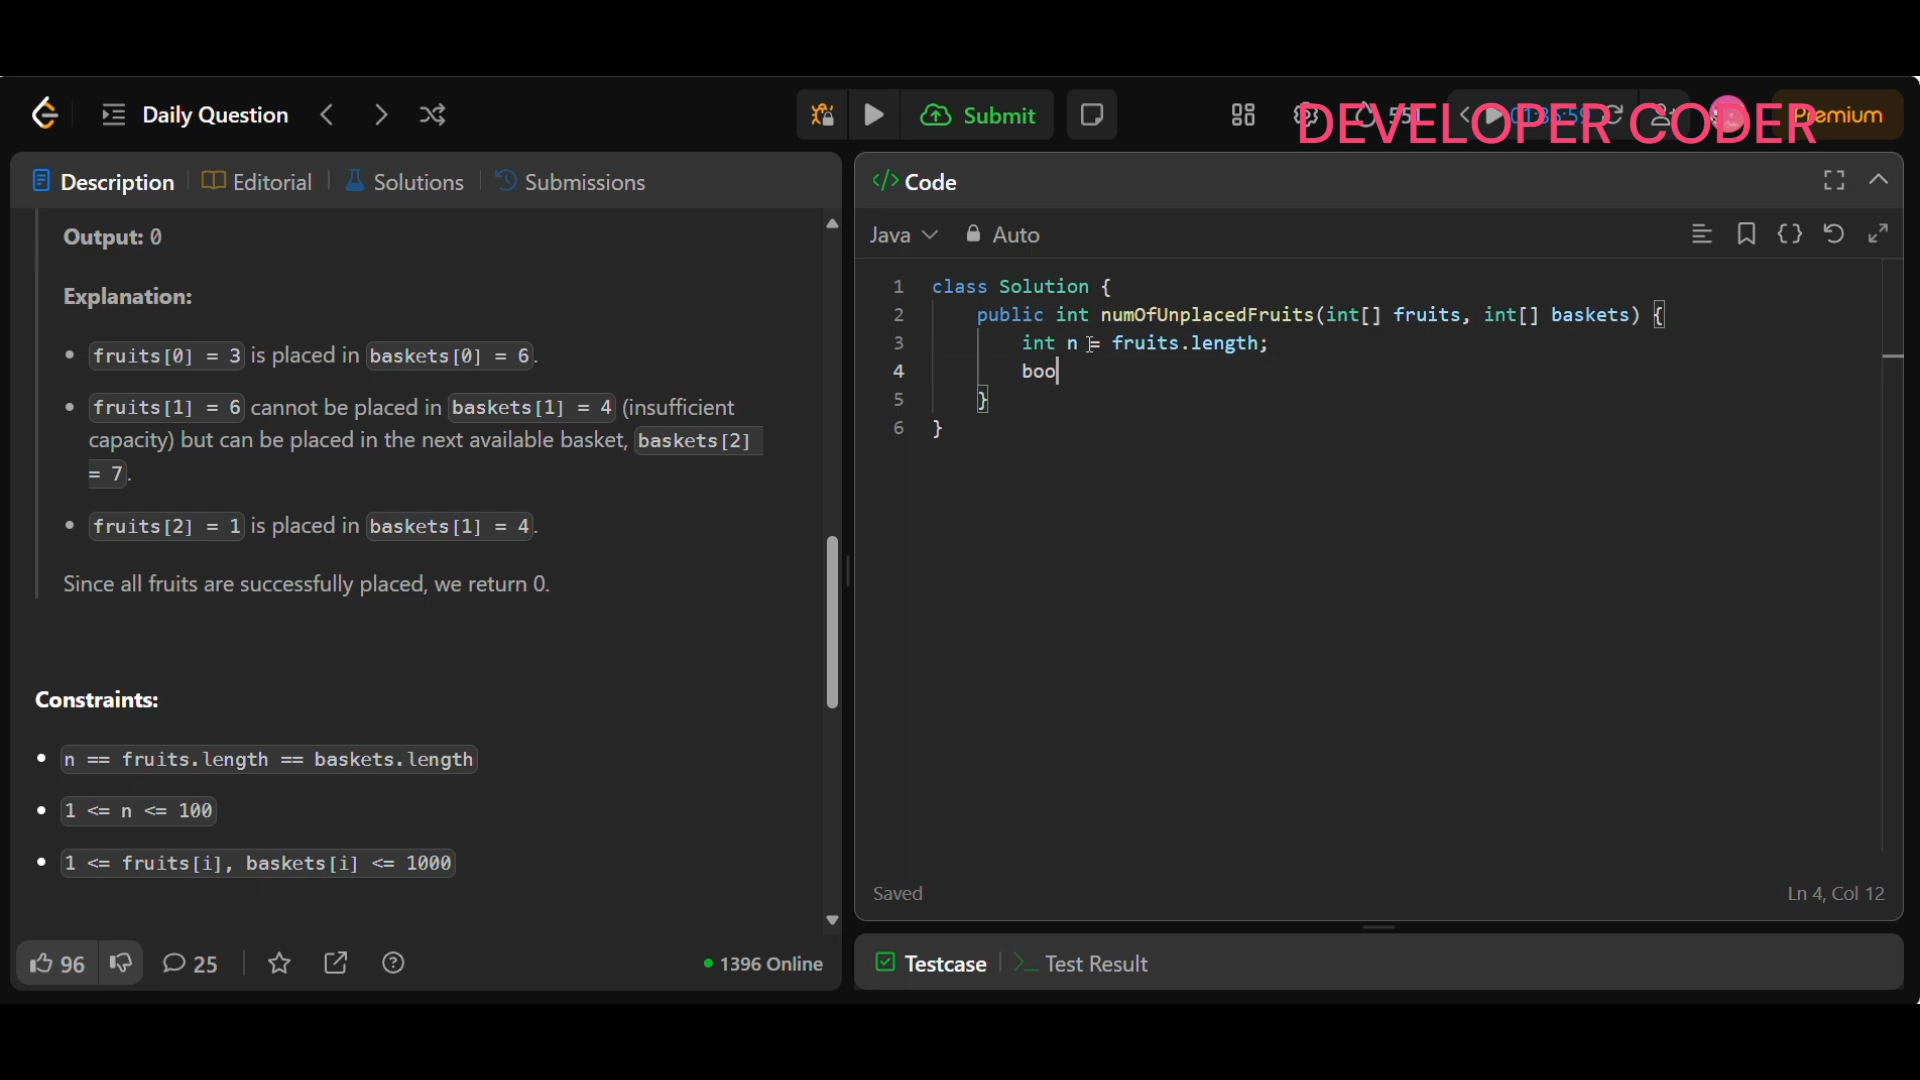 Daily Question
Submit
551
01:36:59
Premium
DEVELOPER CODER
Description
Editorial
Solutions
Submissions
Output: 0
Explanation:
fruits[0] = 3 is placed in baskets[0] = 6.
fruits[1] = 6 cannot be placed in baskets[1] = 4 (insufficient
capacity) but can be placed in the next available basket, baskets[2]
= 7.
fruits[2] = 1 is placed in baskets[1] = 4.
Since all fruits are successfully placed, we return 0.
Constraints:
n == fruits.length == baskets.length
1 <= n <= 100
1 <= fruits[i], baskets[i] <= 1000
96
25
1396 Online
</> Code
Java
Auto
1 class Solution {
2 public int numOfUnplacedFruits(int[] fruits, int[] baskets) {
3 int n = fruits.length;
4 boo
5 }
6 }
Saved
Ln 4, Col 12
Testcase
Test Result